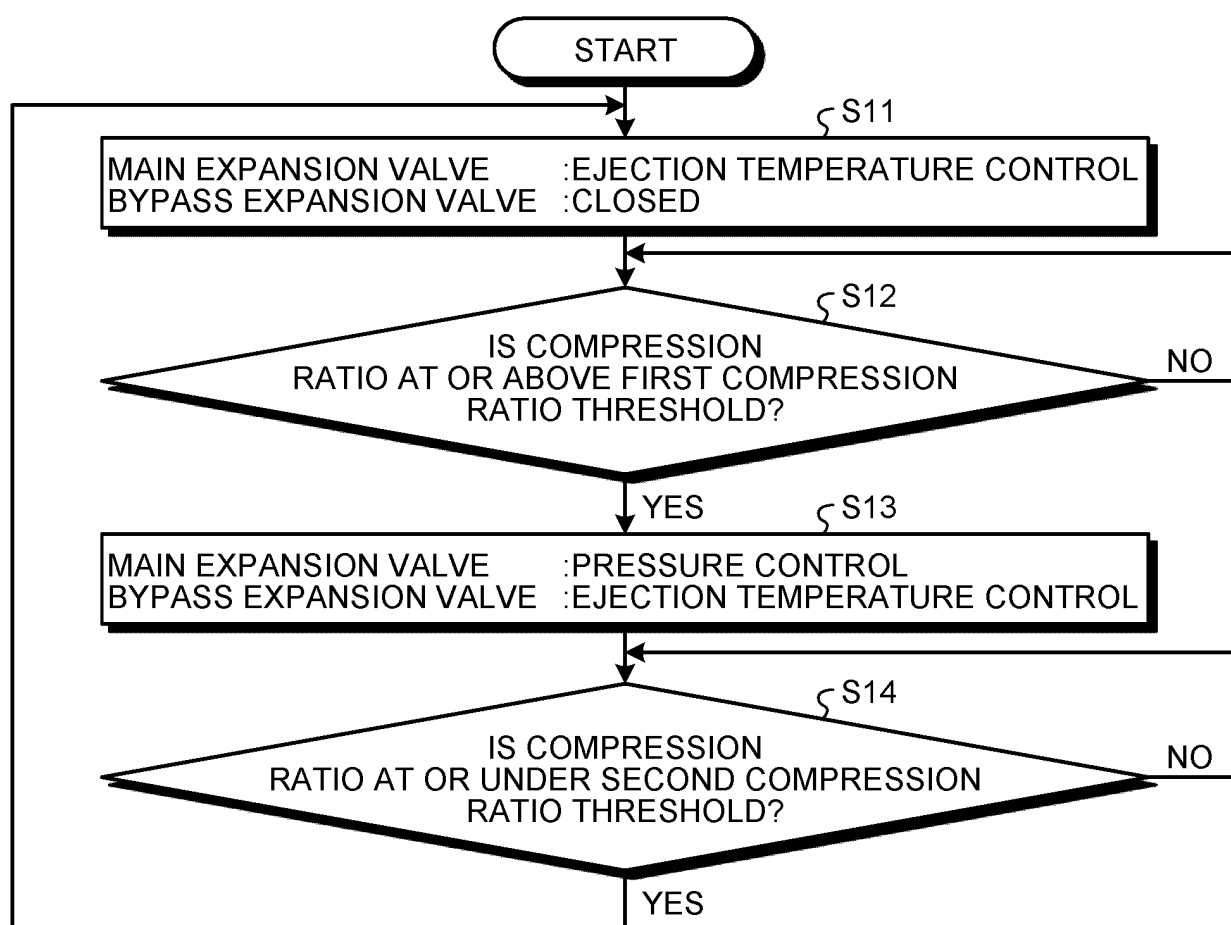 START
S11
MAIN EXPANSION VALVE :EJECTION TEMPERATURE CONTROL
BYPASS EXPANSION VALVE :CLOSED
S12
IS COMPRESSION
RATIO AT OR ABOVE FIRST COMPRESSION
RATIO THRESHOLD?
NO
YES
S13
MAIN EXPANSION VALVE :PRESSURE CONTROL
BYPASS EXPANSION VALVE :EJECTION TEMPERATURE CONTROL
S14
IS COMPRESSION
RATIO AT OR UNDER SECOND COMPRESSION
RATIO THRESHOLD?
NO
YES